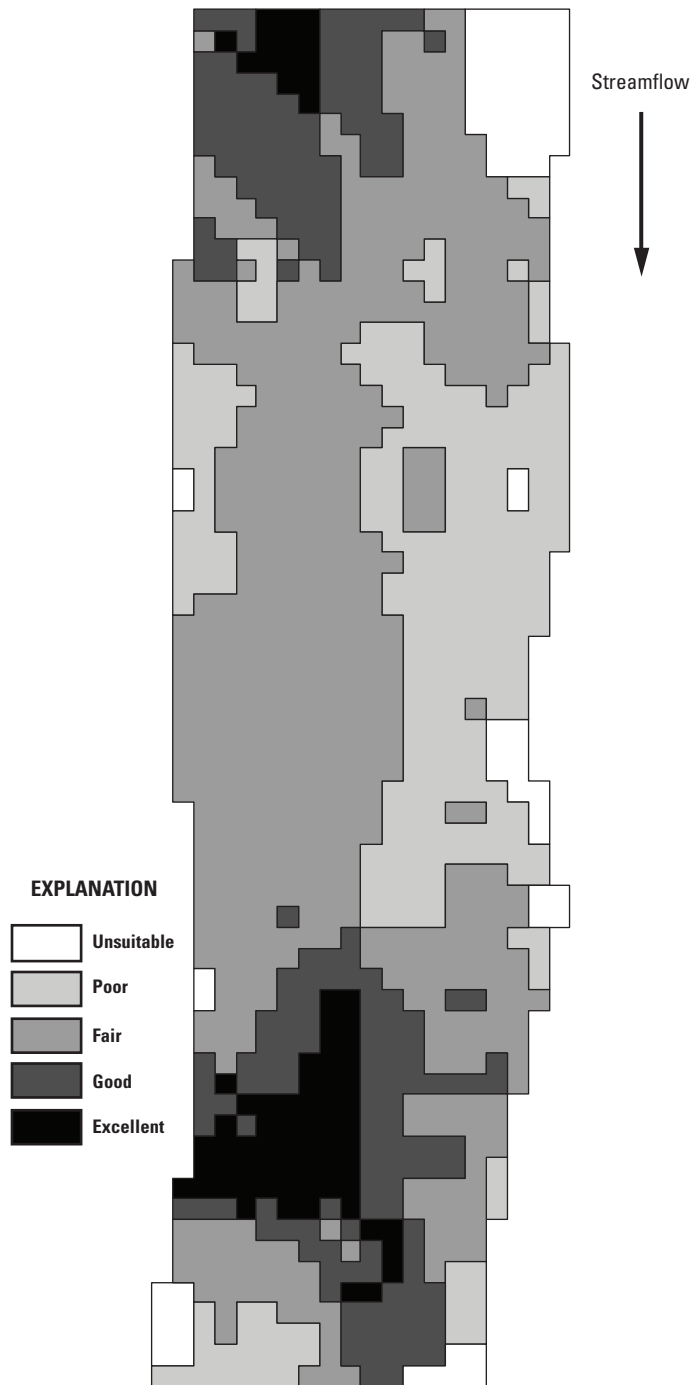 Streamflow
EXPLANATION
Unsuitable
Poor
Fair
Good
Excellent